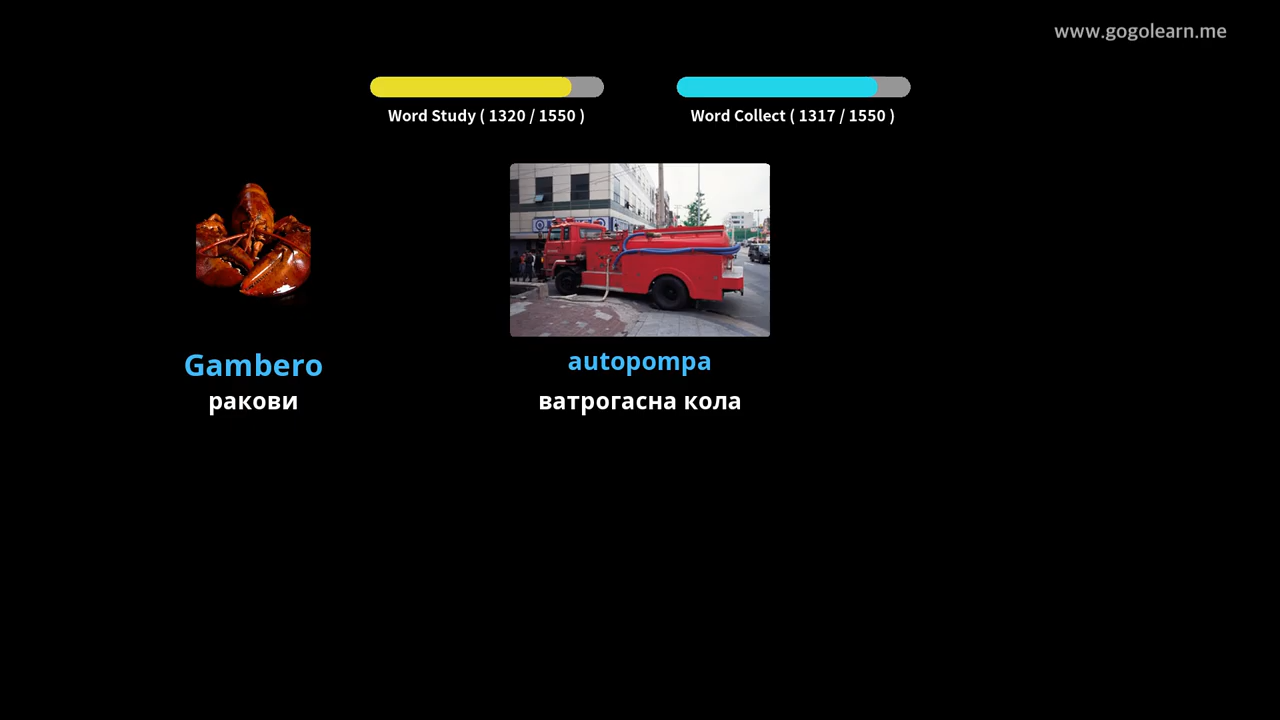 www.gogolearn.me
Word Study ( 1320 / 1550 )
Word Collect ( 1317 / 1550 )
Gambero
ракови
autopompa
ватрогасна кола